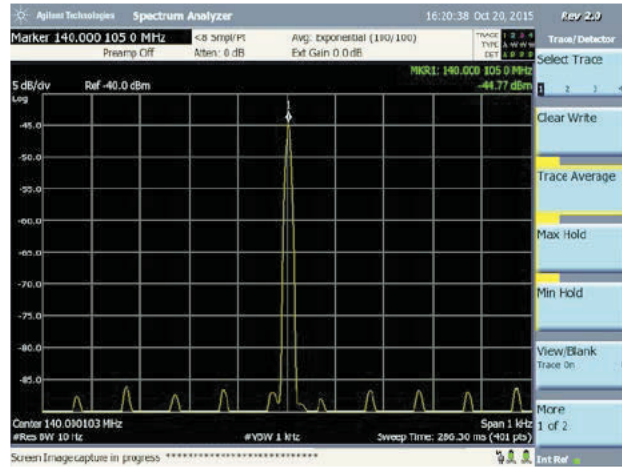 Agilent Technologies Spectrum Analyzer 16:20:38 Oct 20, 2015 Rev 2.0
Marker 140.000 105 0 MHz <8 Smpl/Pt Avg: Exponential (100/100) TRACE 1 2 3 4
Preamp Off Atten: 0 dB Ext Gain 0.0 dB TYPE A W W W
DET
Trace/Detector
MKR1: 140.000 105 0 MHz
5 dB/div Ref -40.0 dBm -44.77 dBm
Log
1
-45.0
-50.0
-55.0
-60.0
-65.0
-70.0
-75.0
-80.0
-85.0
Center 140.000103 MHz Span 1 kHz
#Res BW 10 Hz #VBW 1 kHz Sweep Time: 286.30 ms (401 pts)
Screen Image capture in progress ****************************
Select Trace
1 2 3 4
Clear Write
Trace Average
Max Hold
Min Hold
View/Blank
Trace On
More
1 of 2
Int Ref